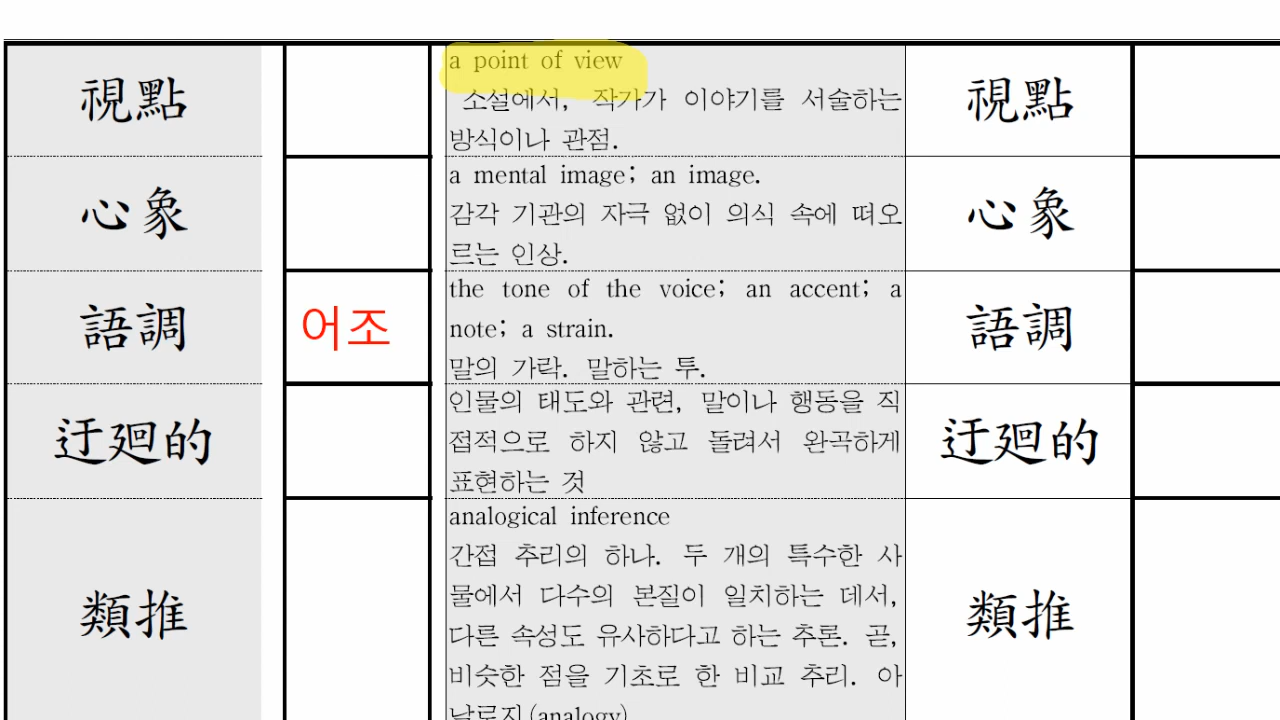 視點
a point of view
소설에서, 작가가 이야기를 서술하는
방식이나 관점.
視點
心象
a mental image; an image.
감각 기관의 자극 없이 의식 속에 떠오
르는 인상.
心象
語調
어조
the tone of the voice; an accent; a
note; a strain.
말의 가락. 말하는 투.
語調
迂廻的
인물의 태도와 관련, 말이나 행동을 직
접적으로 하지 않고 돌려서 완곡하게
표현하는 것
迂廻的
類推
analogical inference
간접 추리의 하나. 두 개의 특수한 사
물에서 다수의 본질이 일치하는 데서,
다른 속성도 유사하다고 하는 추론. 곧,
비슷한 점을 기초로 한 비교 추리. 아
날로지(analogy)
類推